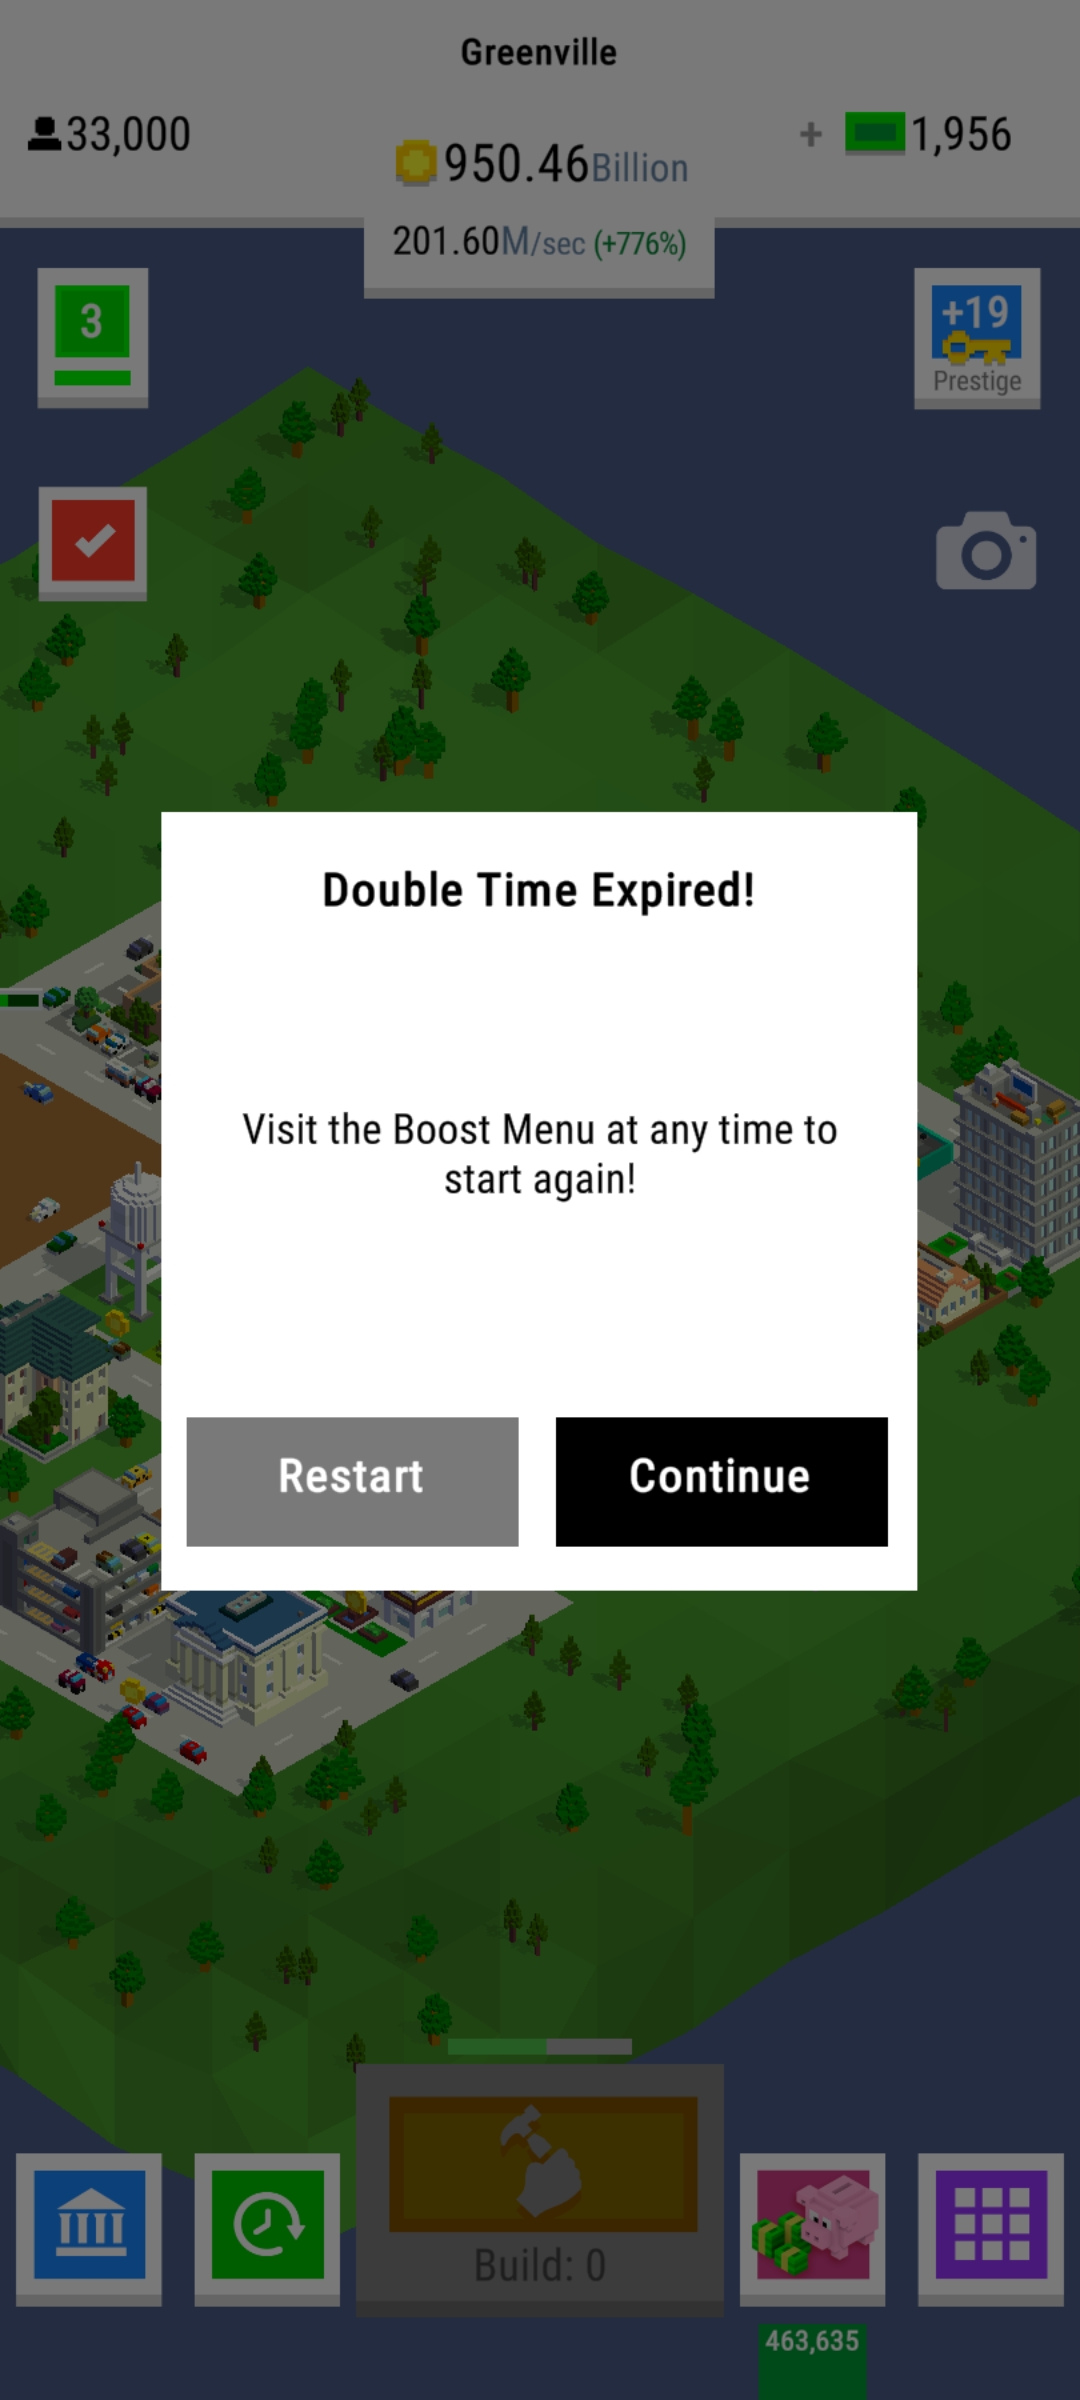 Greenville
33,000
950.46Billion
+ 1,956
201.60M/sec (+776%)
3
+19
Prestige
Double Time Expired!
Visit the Boost Menu at any time to
start again!
Restart
Continue
Build: 0
463,635